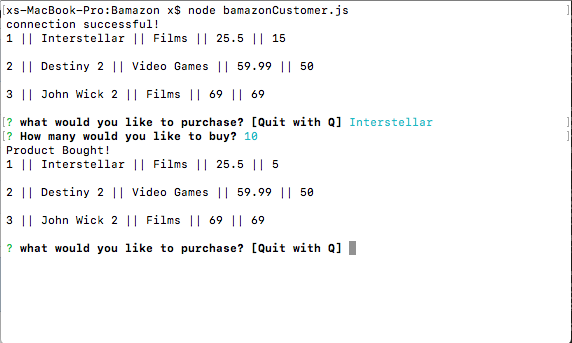 [xs-MacBook-Pro:Bamazon x$ node bamazonCustomer.js ]
connection successful!
1 || Interstellar || Films || 25.5 || 15
2 || Destiny 2 || Video Games || 59.99 || 50
3 || John Wick 2 || Films || 69 || 69
[? what would you like to purchase? [Quit with Q] Interstellar ]
[? How many would you like to buy? 10 ]
Product Bought!
1 || Interstellar || Films || 25.5 || 5
2 || Destiny 2 || Video Games || 59.99 || 50
3 || John Wick 2 || Films || 69 || 69
? what would you like to purchase? [Quit with Q]